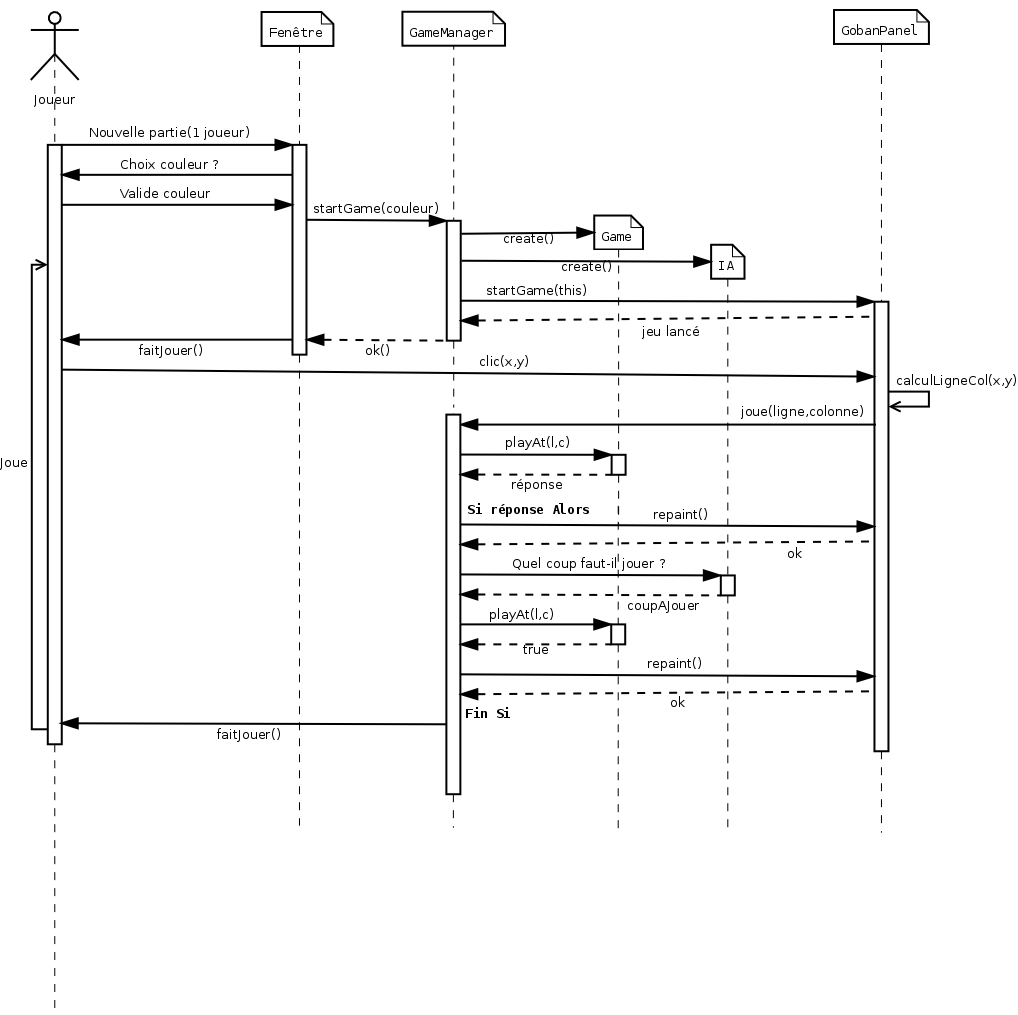 Fenêtre
GameManager
GobanPanel
Joueur
Nouvelle partie(1 joueur)
Choix couleur ?
Valide couleur
startGame(couleur)
create()
Game
create()
IA
startGame(this)
jeu lancé
faitJouer()
ok()
clic(x,y)
calculLigneCol(x,y)
joue(ligne,colonne)
playAt(l,c)
Joue
réponse
Si réponse Alors
repaint()
ok
Quel coup faut-il jouer ?
coupAJouer
playAt(l,c)
true
repaint()
ok
Fin Si
faitJouer()